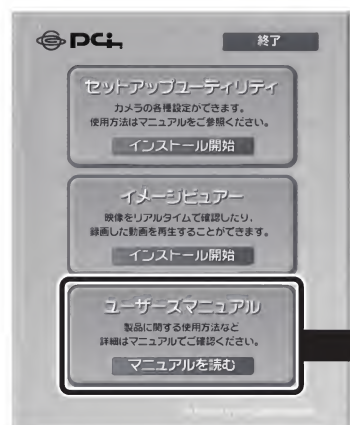 PCi
終了
セットアップユーティリティ
カメラの各種設定ができます。
使用方法はマニュアルをご参照ください。
インストール開始
イメージビュアー
映像をリアルタイムで確認したり、
録画した動画を再生することができます。
インストール開始
ユーザーズマニュアル
製品に関する使用方法など
詳細はマニュアルでご確認ください。
マニュアルを読む